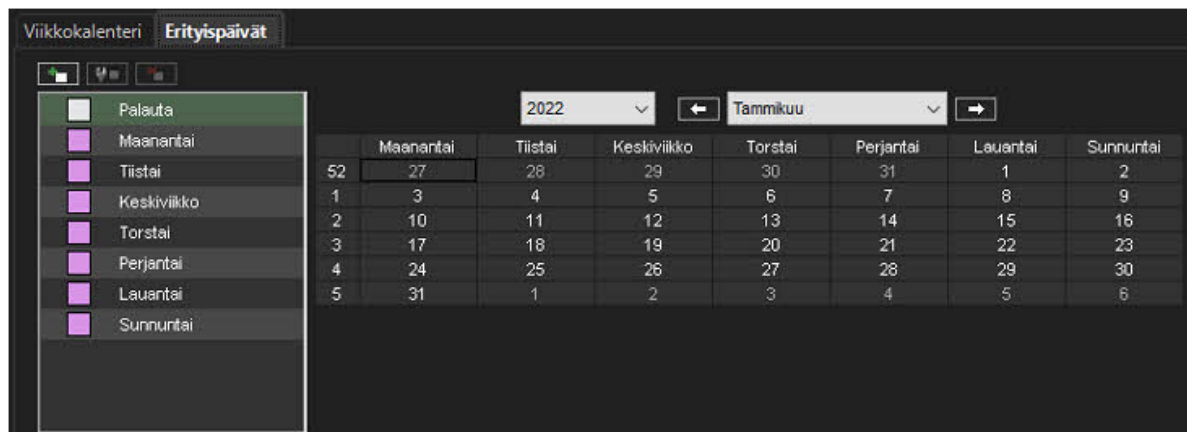 Viikkokalenteri Erityispäivät
Palauta
Maanantai
Tiistai
Keskiviikko
Torstai
Perjantai
Lauantai
Sunnuntai
2022 Tammikuu
Maanantai Tiistai Keskiviikko Torstai Perjantai Lauantai Sunnuntai
52 27 28 29 30 31 1 2
1 3 4 5 6 7 8 9
2 10 11 12 13 14 15 16
3 17 18 19 20 21 22 23
4 24 25 26 27 28 29 30
5 31 1 2 3 4 5 6